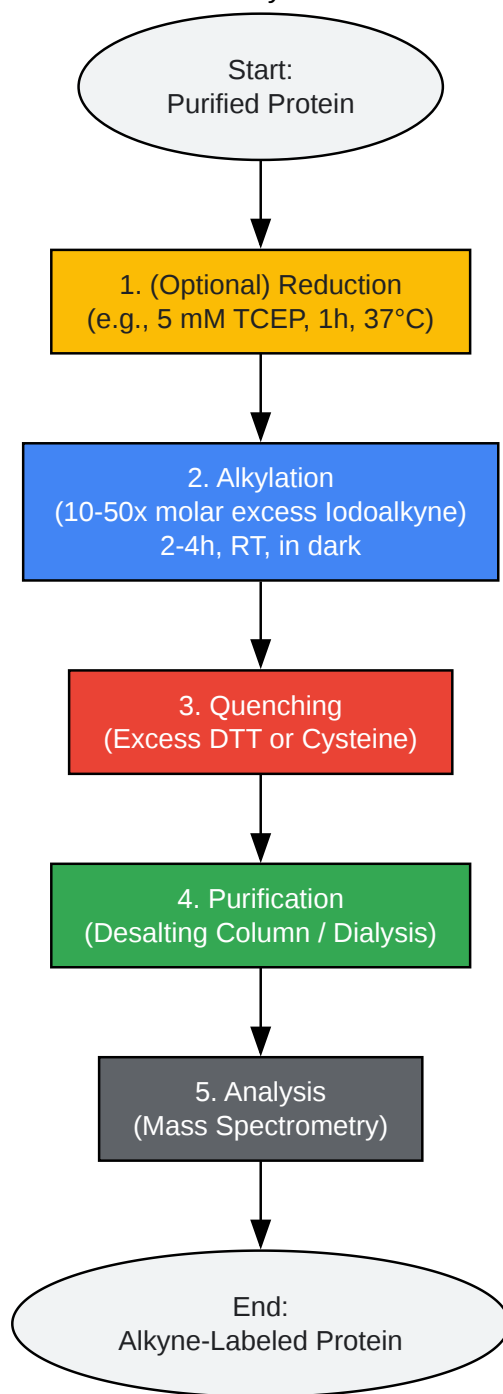 Start:
Purified Protein
1. (Optional) Reduction
(e.g., 5 mM TCEP, 1h, 37°C)
2. Alkylation
(10-50x molar excess Iodoalkyne)
2-4h, RT, in dark
3. Quenching
(Excess DTT or Cysteine)
4. Purification
(Desalting Column / Dialysis)
5. Analysis
(Mass Spectrometry)
End:
Alkyne-Labeled Protein